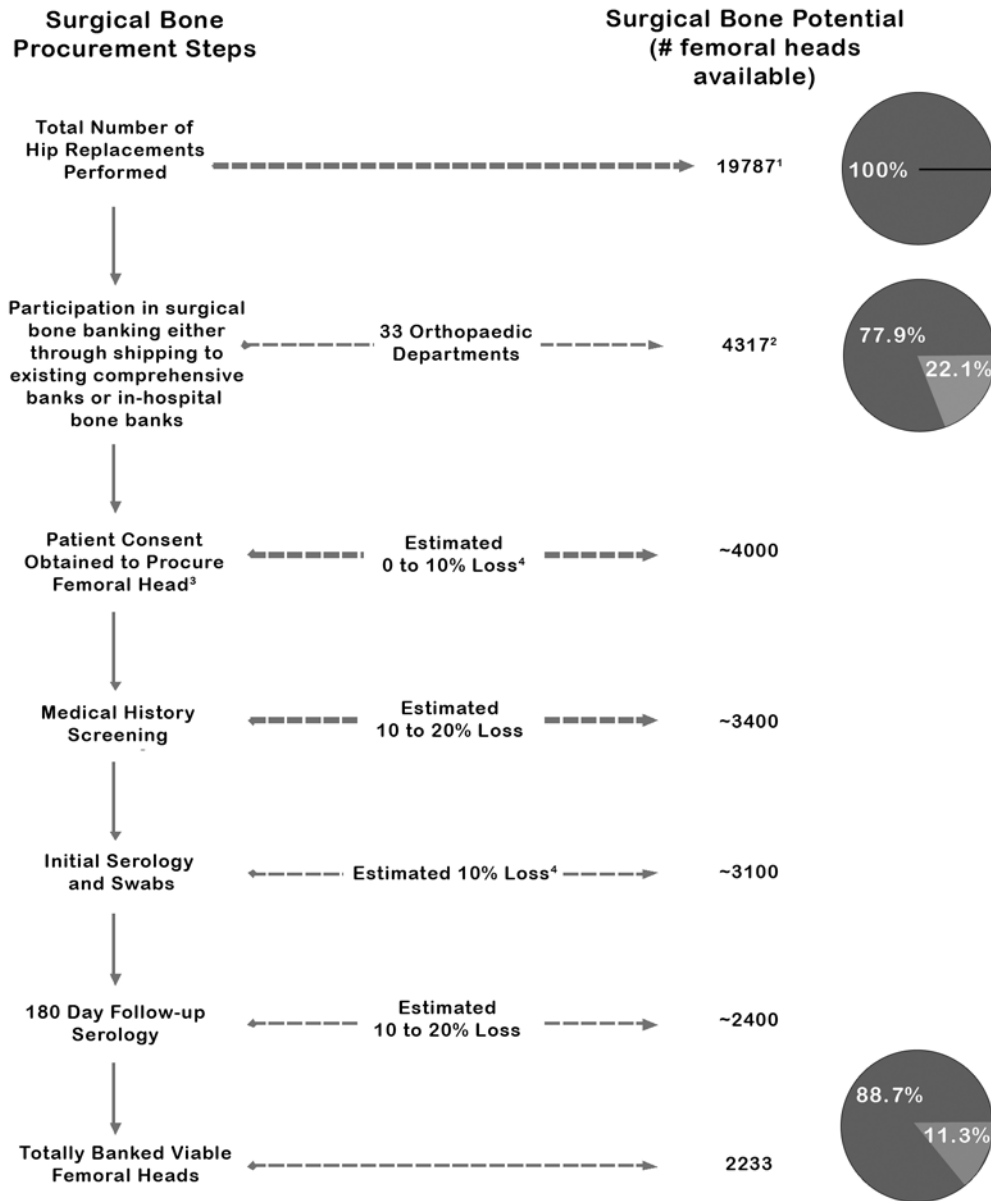 Surgical Bone
Procurement Steps
Surgical Bone Potential
(# femoral heads
available)
Total Number of
Hip Replacements
Performed
19787¹
100%
Participation in surgical
bone banking either
through shipping to
existing comprehensive
banks or in-hospital
bone banks
33 Orthopaedic
Departments
4317²
77.9%
22.1%
Patient Consent
Obtained to Procure
Femoral Head³
Estimated
0 to 10% Loss⁴
~4000
Medical History
Screening
Estimated
10 to 20% Loss
~3400
Initial Serology
and Swabs
Estimated 10% Loss⁴
~3100
180 Day Follow-up
Serology
Estimated
10 to 20% Loss
~2400
Totally Banked Viable
Femoral Heads
2233
88.7%
11.3%